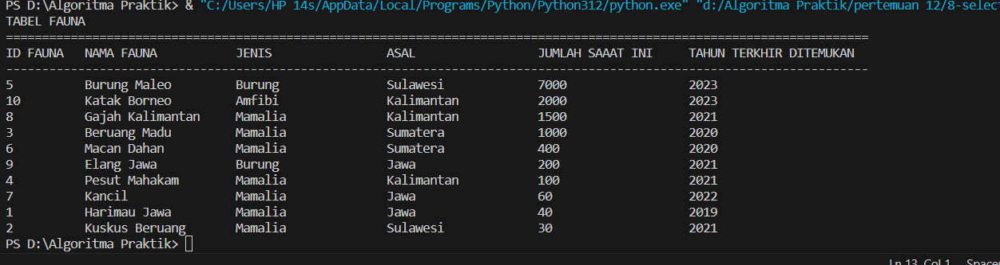 PS D:\Algoritma Praktik> & "C:/Users/HP 14s/AppData/Local/Programs/Python/Python312/python.exe" "d:/Algoritma Praktik/pertemuan 12/8-selec
TABEL FAUNA
========================================================================================================================
ID FAUNA   NAMA FAUNA           JENIS                ASAL                 JUMLAH SAAAT INI     TAHUN TERKHIR DITEMUKAN
------------------------------------------------------------------------------------------------------------------------
5          Burung Maleo         Burung               Sulawesi             7000                 2023
10         Katak Borneo         Amfibi               Kalimantan           2000                 2023
8          Gajah Kalimantan     Mamalia              Kalimantan           1500                 2021
3          Beruang Madu         Mamalia              Sumatera             1000                 2020
6          Macan Dahan          Mamalia              Sumatera             400                  2020
9          Elang Jawa           Burung               Jawa                 200                  2021
4          Pesut Mahakam        Mamalia              Kalimantan           100                  2021
7          Kancil               Mamalia              Jawa                 60                   2022
1          Harimau Jawa         Mamalia              Jawa                 40                   2019
2          Kuskus Beruang       Mamalia              Sulawesi             30                   2021
PS D:\Algoritma Praktik>
Ln 13, Col 1 Spaces